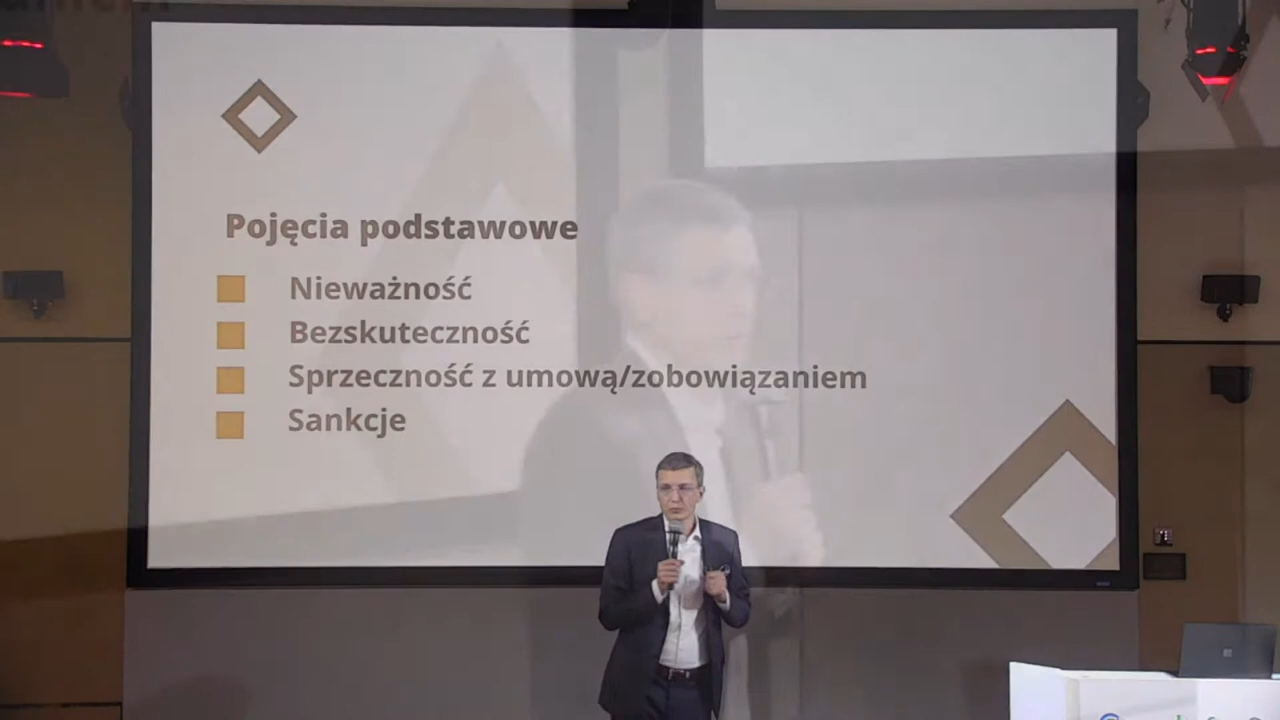 Pojęcia podstawowe
Nieważność
Bezskuteczność
Sprzeczność z umową/zobowiązaniem
Sankcje